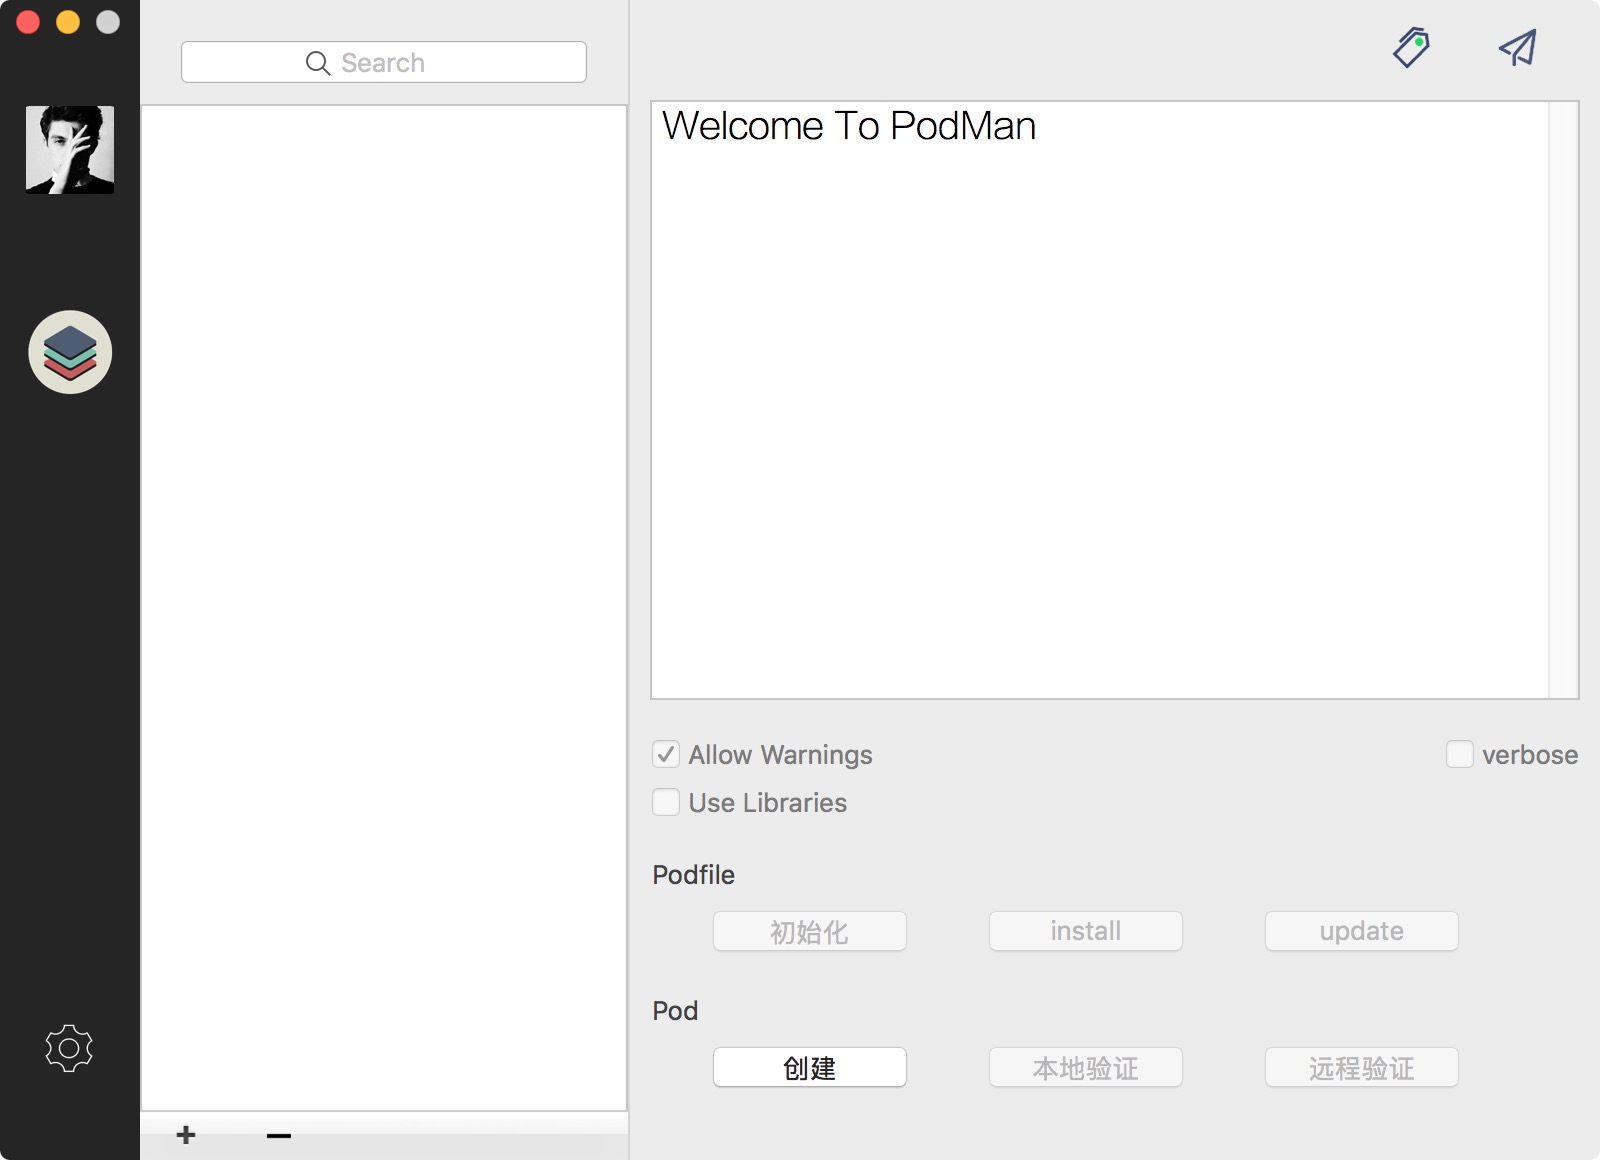 Search
Welcome To PodMan
Allow Warnings
verbose
Use Libraries
Podfile
初始化
install
update
Pod
创建
本地验证
远程验证